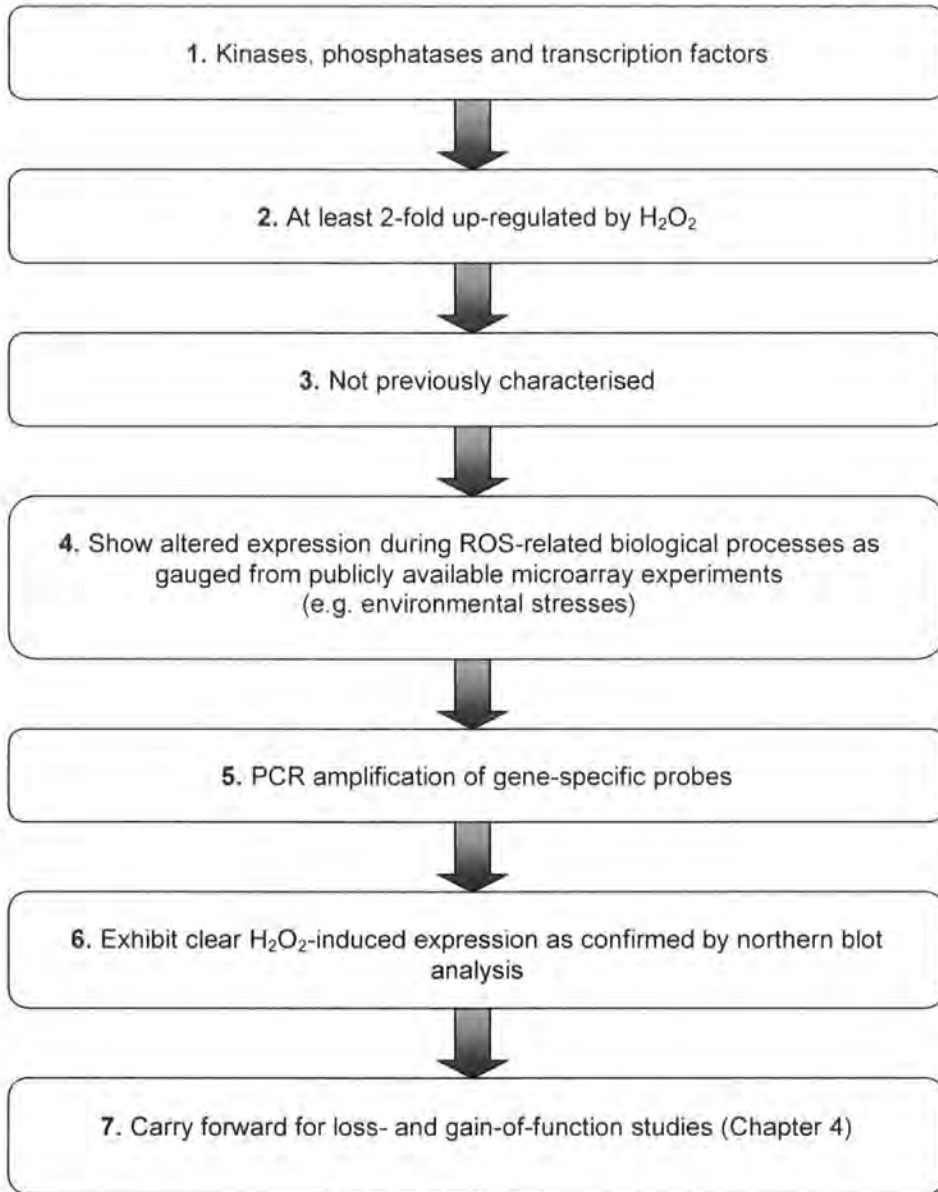 1. Kinases, phosphatases and transcription factors
2. At least 2-fold up-regulated by H₂O₂
3. Not previously characterised
4. Show altered expression during ROS-related biological processes as
gauged from publicly available microarray experiments
(e.g. environmental stresses)
5. PCR amplification of gene-specific probes
6. Exhibit clear H₂O₂-induced expression as confirmed by northern blot
analysis
7. Carry forward for loss- and gain-of-function studies (Chapter 4)